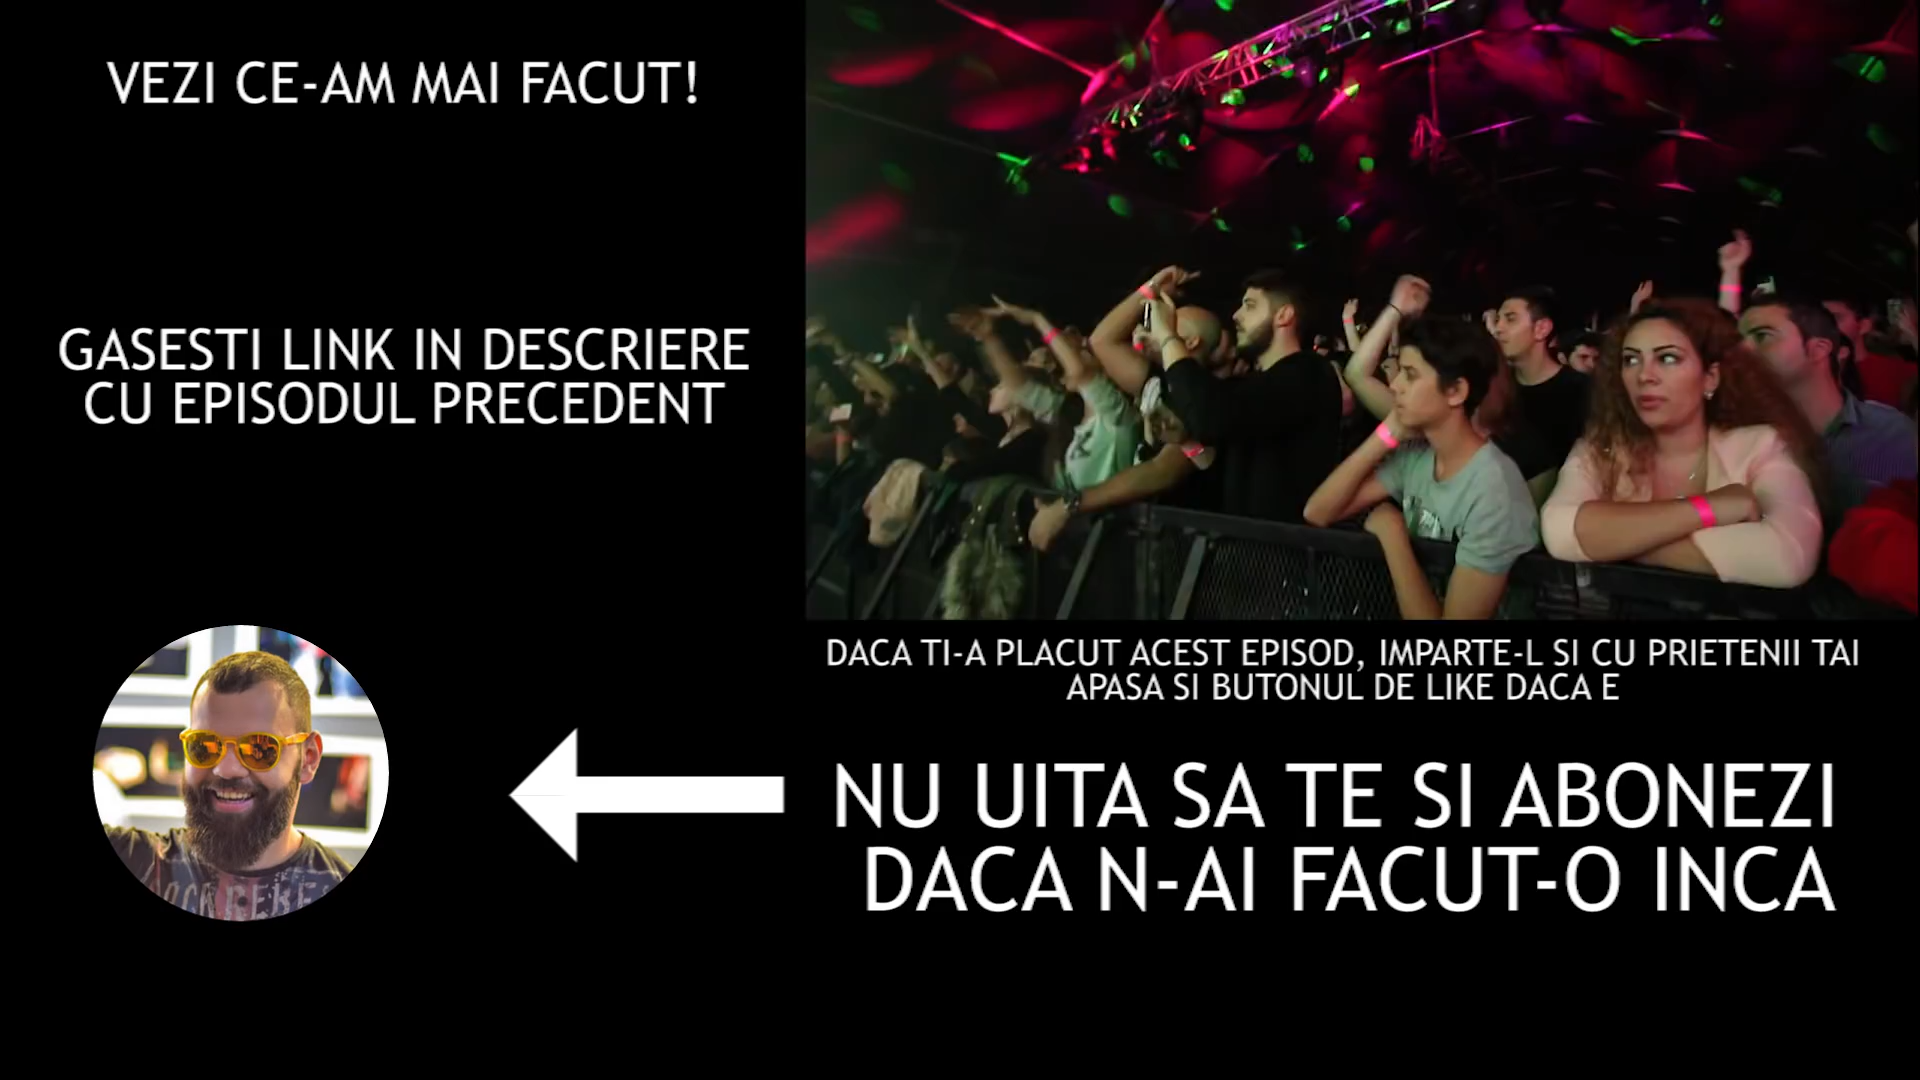 VEZI CE-AM MAI FACUT!
GASESTI LINK IN DESCRIERE
CU EPISODUL PRECEDENT
DACA TI-A PLACUT ACEST EPISOD, IMPARTE-L SI CU PRIETENII TAI
APASA SI BUTONUL DE LIKE DACA E
NU UITA SA TE SI ABONEZI
DACA N-AI FACUT-O INCA